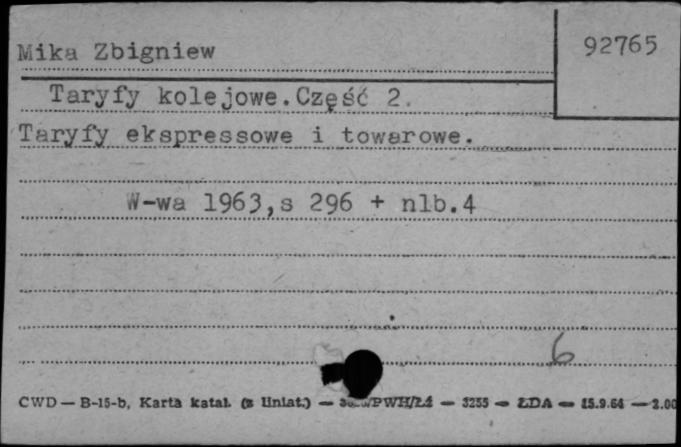 92765
Mika Zbigniew
Taryfy kolejowe.Część 2.
Taryfy ekspressowe i towarowe.
W-wa 1963,s 296 + nlb.4
6
CWD — B-15-b, Karta katal. (z liniat.) — PWH/Łd — 3255 — ŁDA — 15.9.64 — 2.00